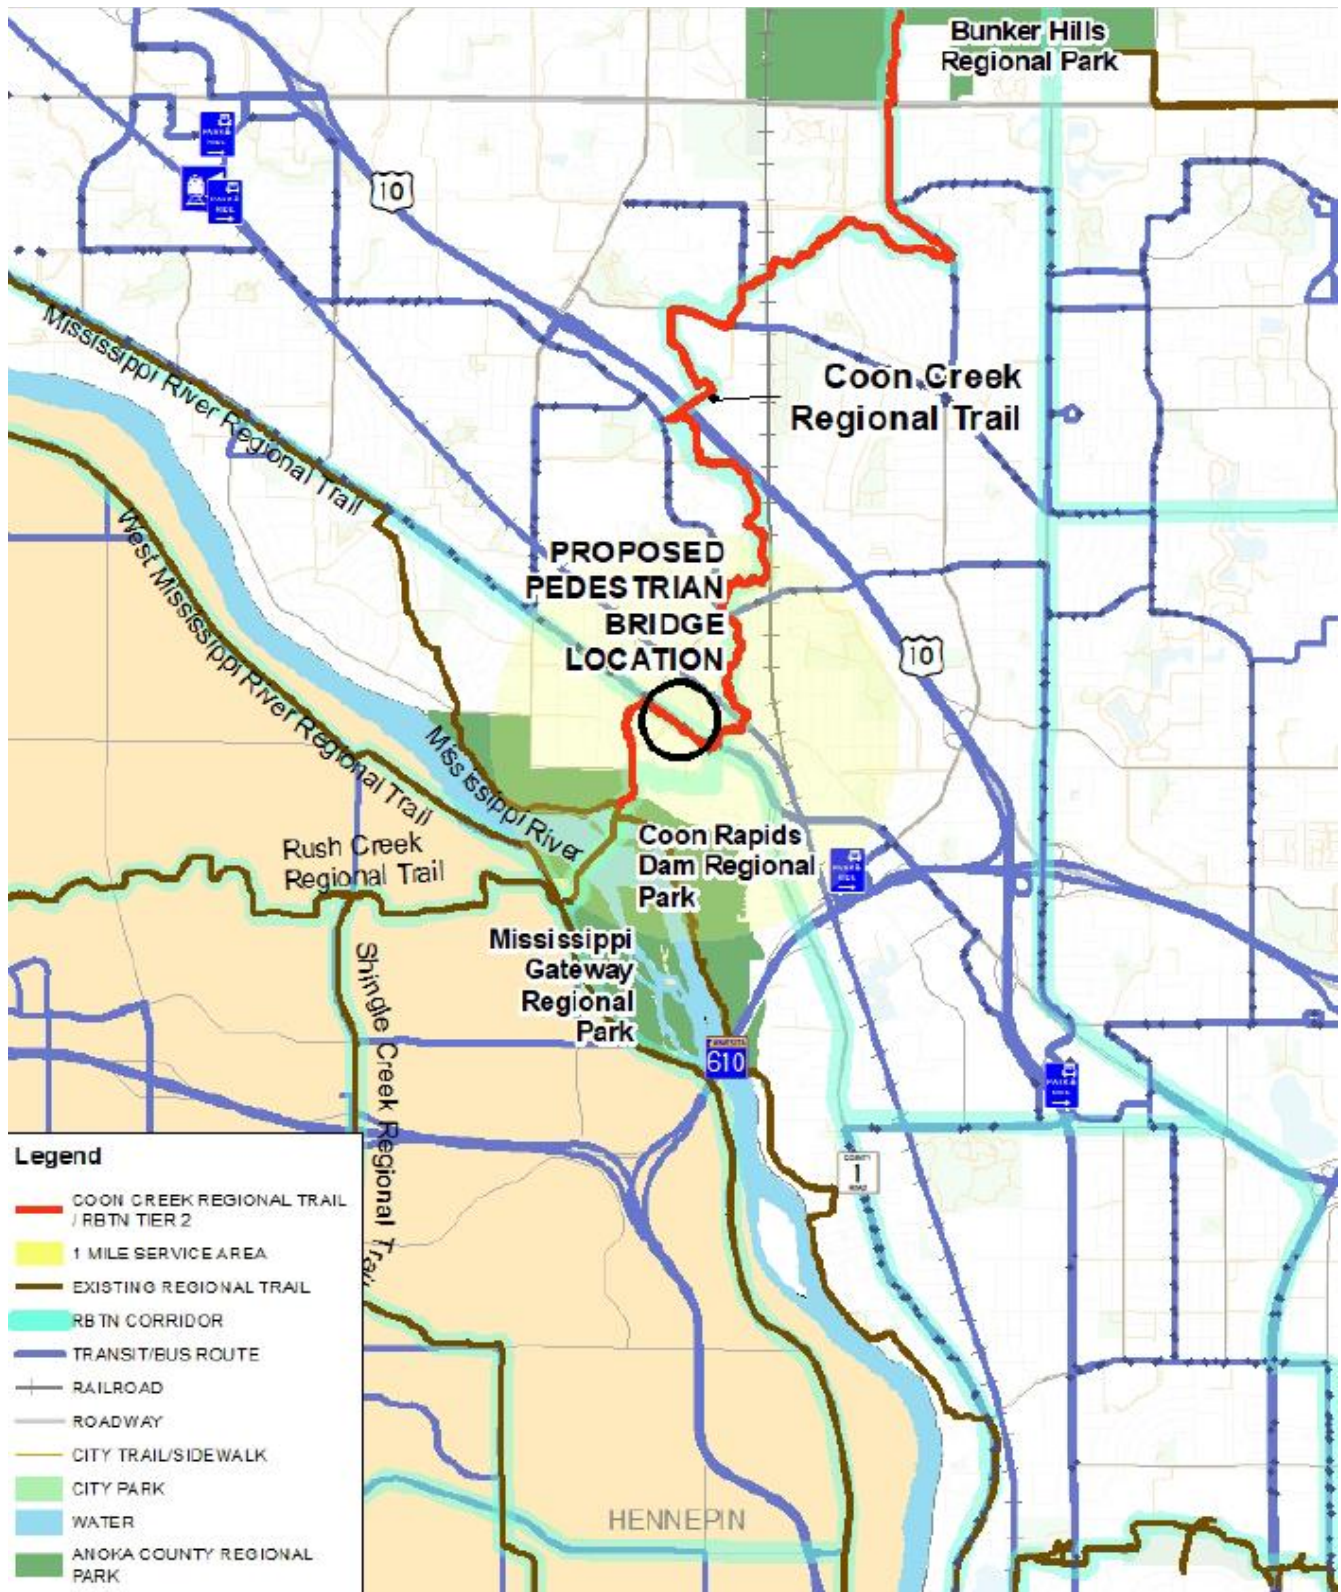 Bunker Hills
Regional Park
10
Mississippi River Regional Trail
Coon Creek
Regional Trail
West Mississippi River Regional Trail
PROPOSED
PEDESTRIAN
BRIDGE
LOCATION
10
Mississippi River
Rush Creek
Regional Trail
Coon Rapids
Dam Regional
Park
Mississippi
Gateway
Regional
Park
Shingle Creek Regional Trail
610
COUNTY
1
ROAD
Legend
COON CREEK REGIONAL TRAIL
/ RBTN TIER 2
1 MILE SERVICE AREA
EXISTING REGIONAL TRAIL
RBTN CORRIDOR
TRANSIT/BUS ROUTE
RAILROAD
ROADWAY
CITY TRAIL/SIDEWALK
CITY PARK
WATER
ANOKA COUNTY REGIONAL
PARK
HENNEPIN